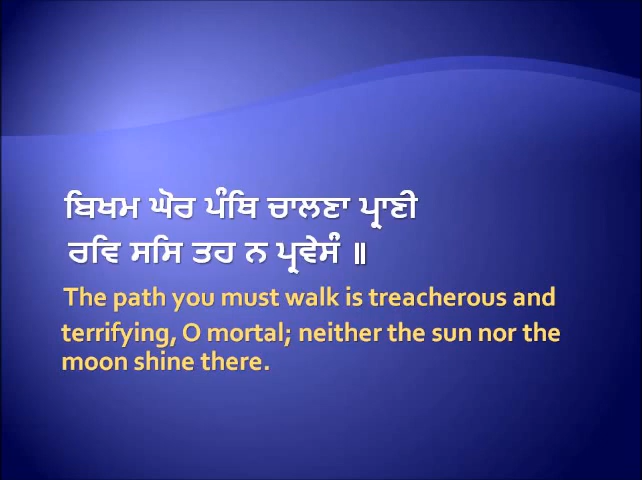 ਬਿਖਮ ਘੋਰ ਪੰਥਿ ਚਾਲਣਾ ਪ੍ਰਾਣੀ
ਰਵਿ ਸਸਿ ਤਹ ਨ ਪ੍ਰਵੇਸੰ ॥
The path you must walk is treacherous and
terrifying, O mortal; neither the sun nor the
moon shine there.